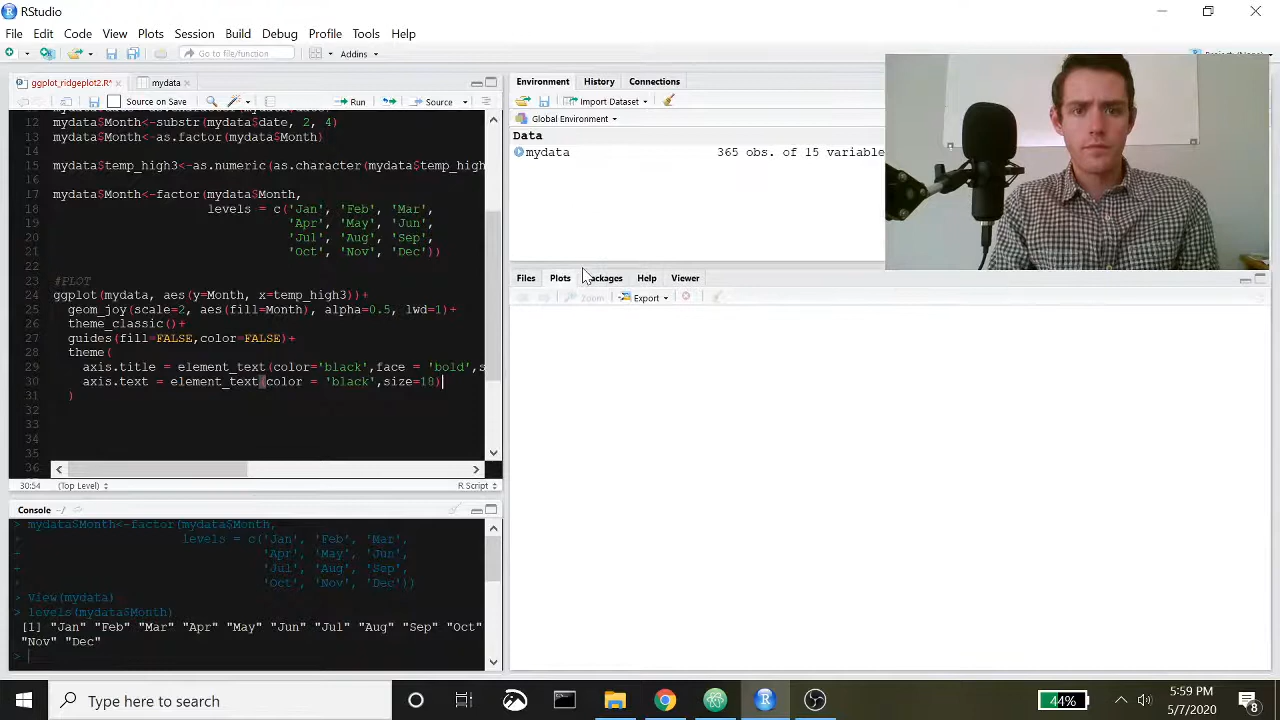 RStudio
File Edit Code View Plots Session Build Debug Profile Tools Help
Go to file/function Addins
ggplot_ridgeplot2.R* mydata
Source on Save Run Source
12 mydata$Month<-substr(mydata$date, 2, 4)
13 mydata$Month<-as.factor(mydata$Month)
14
15 mydata$temp_high3<-as.numeric(as.character(mydata$temp_high
16
17 mydata$Month<-factor(mydata$Month,
18 levels = c('Jan', 'Feb', 'Mar',
19 'Apr', 'May', 'Jun',
20 'Jul', 'Aug', 'Sep',
21 'Oct', 'Nov', 'Dec'))
22
23 #PLOT
24 ggplot(mydata, aes(y=Month, x=temp_high3))+
25 geom_joy(scale=2, aes(fill=Month), alpha=0.5, lwd=1)+
26 theme_classic()+
27 guides(fill=FALSE,color=FALSE)+
28 theme(
29 axis.title = element_text(color='black',face = 'bold',s
30 axis.text = element_text(color = 'black',size=18)
31 )
32
33
34
35
36
30:54 (Top Level) R Script
Console ~/
> mydata$Month<-factor(mydata$Month,
+ levels = c('Jan', 'Feb', 'Mar',
+ 'Apr', 'May', 'Jun',
+ 'Jul', 'Aug', 'Sep',
+ 'Oct', 'Nov', 'Dec'))
> View(mydata)
> levels(mydata$Month)
[1] "Jan" "Feb" "Mar" "Apr" "May" "Jun" "Jul" "Aug" "Sep" "Oct"
"Nov" "Dec"
>
Environment History Connections
Import Dataset
Global Environment
Data
mydata 365 obs. of 15 variable
Files Plots Packages Help Viewer
Zoom Export
Type here to search
44%
5:59 PM
5/7/2020
8